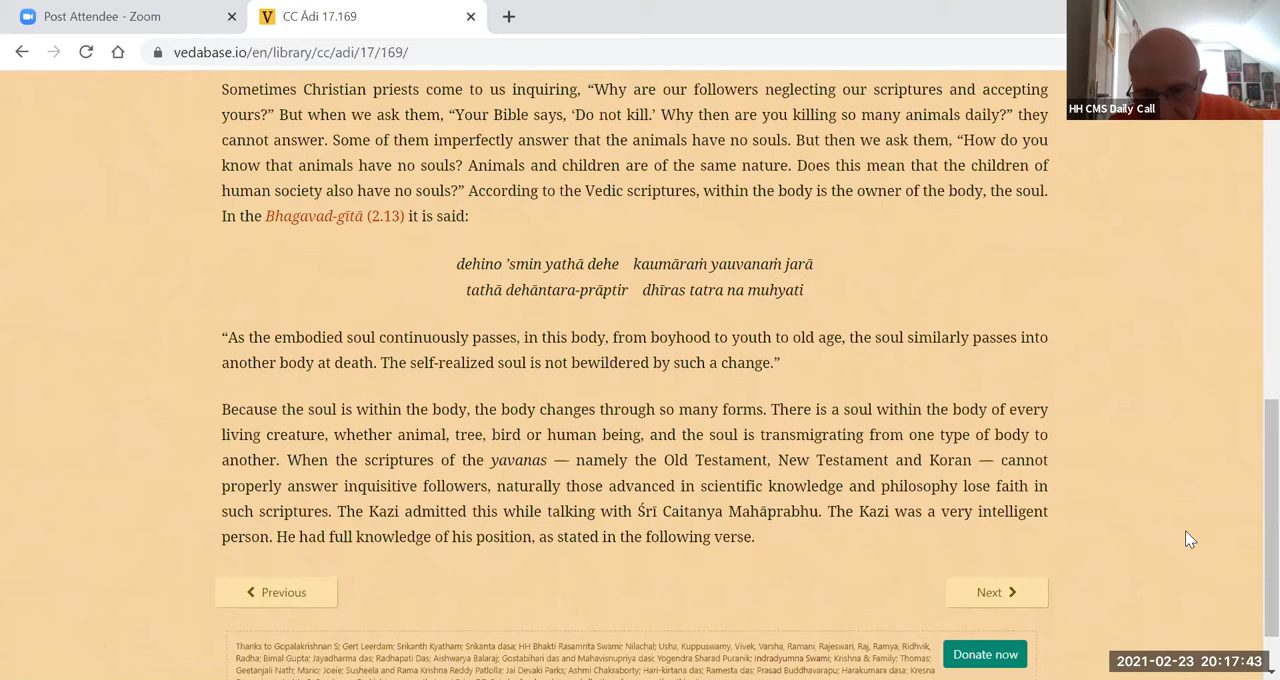 Post Attendee - Zoom
CC Ādi 17.169
vedabase.io/en/library/cc/adi/17/169/
HH CMS Daily Call
Sometimes Christian priests come to us inquiring, “Why are our followers neglecting our scriptures and accepting
yours?” But when we ask them, “Your Bible says, ‘Do not kill.’ Why then are you killing so many animals daily?” they
cannot answer. Some of them imperfectly answer that the animals have no souls. But then we ask them, “How do you
know that animals have no souls? Animals and children are of the same nature. Does this mean that the children of
human society also have no souls?” According to the Vedic scriptures, within the body is the owner of the body, the soul.
In the Bhagavad-gītā (2.13) it is said:
dehino ’smin yathā dehe kaumāraṁ yauvanaṁ jarā
tathā dehāntara-prāptir dhīras tatra na muhyati
“As the embodied soul continuously passes, in this body, from boyhood to youth to old age, the soul similarly passes into
another body at death. The self-realized soul is not bewildered by such a change.”
Because the soul is within the body, the body changes through so many forms. There is a soul within the body of every
living creature, whether animal, tree, bird or human being, and the soul is transmigrating from one type of body to
another. When the scriptures of the yavanas — namely the Old Testament, New Testament and Koran — cannot
properly answer inquisitive followers, naturally those advanced in scientific knowledge and philosophy lose faith in
such scriptures. The Kazi admitted this while talking with Śrī Caitanya Mahāprabhu. The Kazi was a very intelligent
person. He had full knowledge of his position, as stated in the following verse.
Previous
Next
Thanks to Gopalakrishnan S; Gert Leerdam; Srikanth Kyatham; Srikanta dasa; HH Bhakti Rasamrita Swami; Nilachal; Usha, Kuppuswamy, Vivek, Varsha, Ramani, Rajeswari, Raj, Ramya, Ridhvik,
Radha; Bimal Gupta; Jayadharma das; Radhapati Das; Aishwarya Balaraj; Gostabihari das and Mahavisnupriya das; Yogendra Sharad Puranik; Indradyumna Swami; Krishna & Family; Thomas;
Geetanjali Nath; Mario; Joeie; Susheela and Rama Krishna Reddy Patlolla; Jai Devaki Parks; Ashmi Chakraborty; Hari-kirtana das; Ramesta das; Prasad Buddhavarapu; Harakumara dasa; Kresna
Donate now
2021-02-23 20:17:43